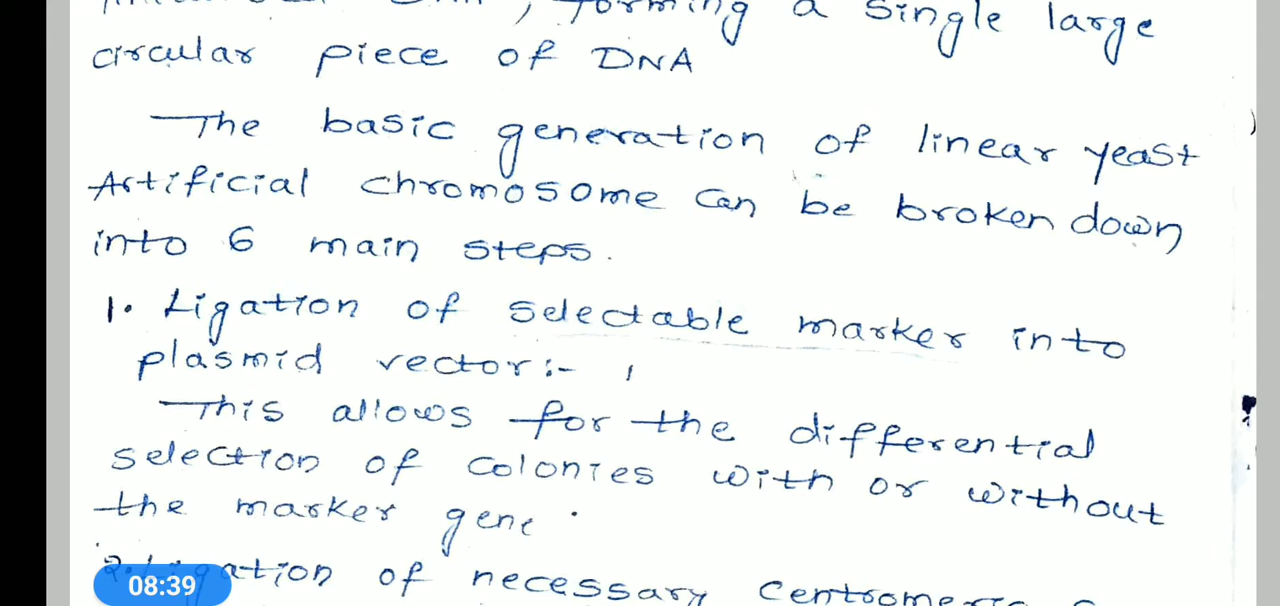 , forming a single large
circular piece of DNA
The basic generation of linear yeast
Artificial chromosome can be broken down
into 6 main steps.
1. Ligation of selectable marker into
plasmid vector:-
This allows for the differential
selection of colonies with or without
the marker gene.
2. Ligation of necessary
08:39